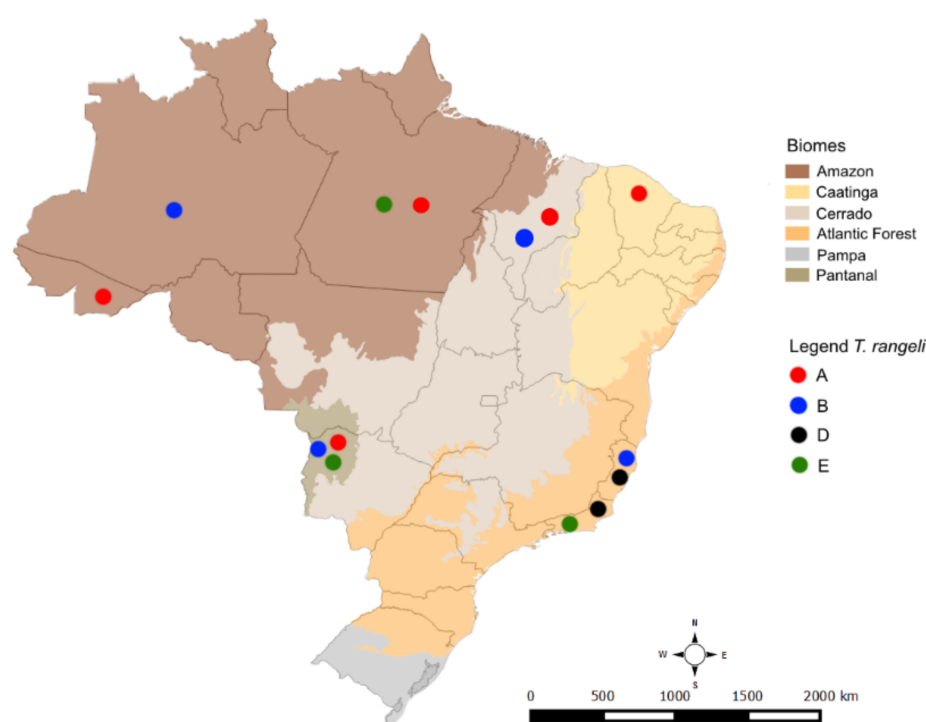 Biomes
Amazon
Caatinga
Cerrado
Atlantic Forest
Pampa
Pantanal
Legend T. rangeli
A
B
D
E
N
W E
S
0 500 1000 1500 2000 km